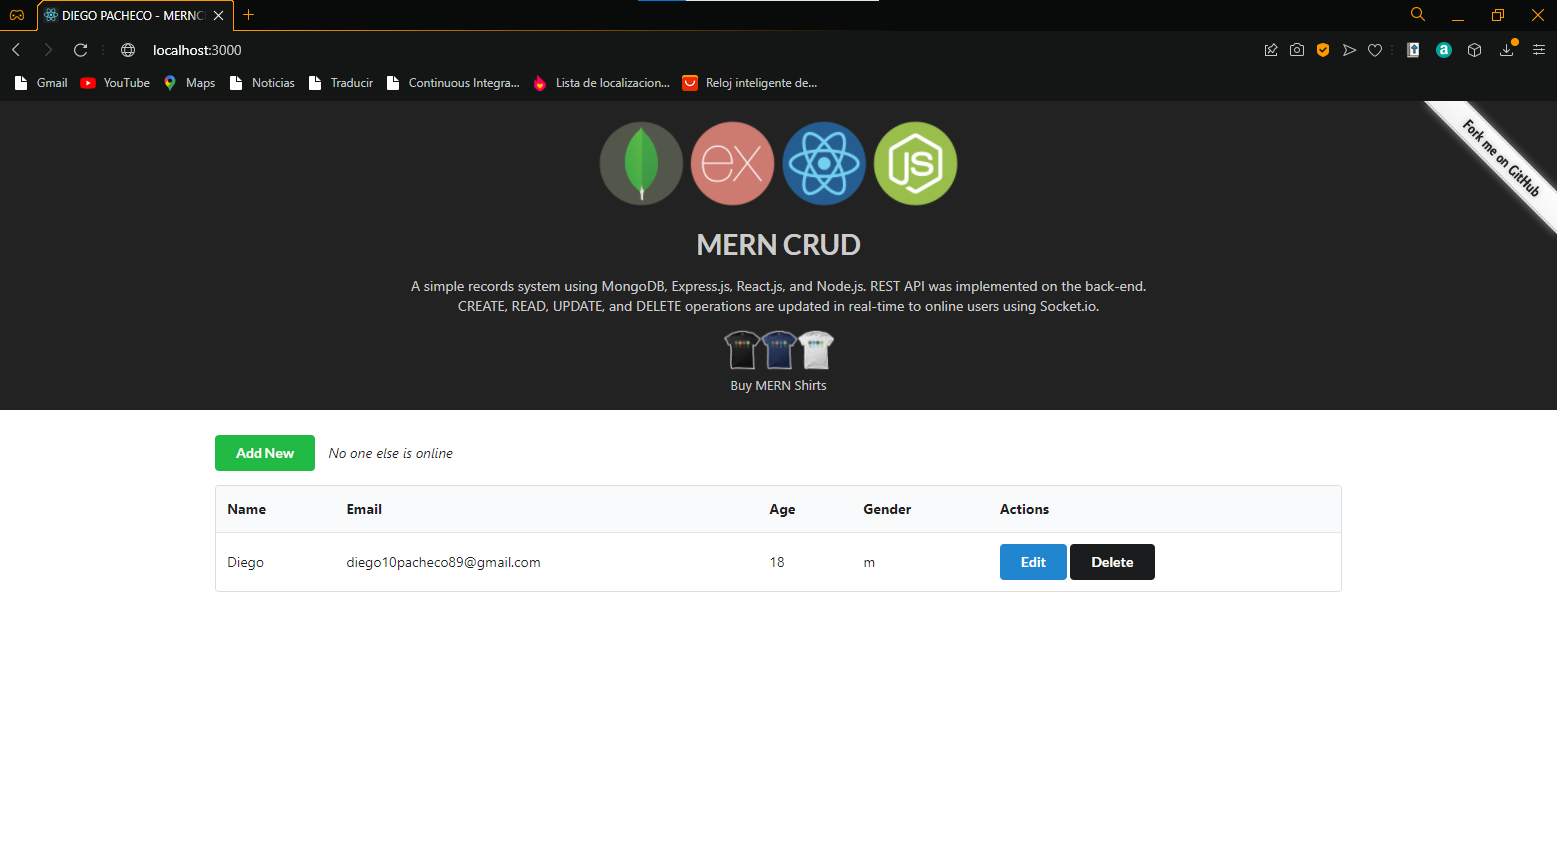 DIEGO PACHECO - MERNC
localhost:3000
Gmail YouTube Maps Noticias Traducir Continuous Integra... Lista de localizacion... Reloj inteligente de...
Fork me on GitHub
ex JS
MERN CRUD
A simple records system using MongoDB, Express.js, React.js, and Node.js. REST API was implemented on the back-end.
CREATE, READ, UPDATE, and DELETE operations are updated in real-time to online users using Socket.io.
Buy MERN Shirts
Add New No one else is online
Name Email Age Gender Actions
Diego diego10pacheco89@gmail.com 18 m Edit Delete